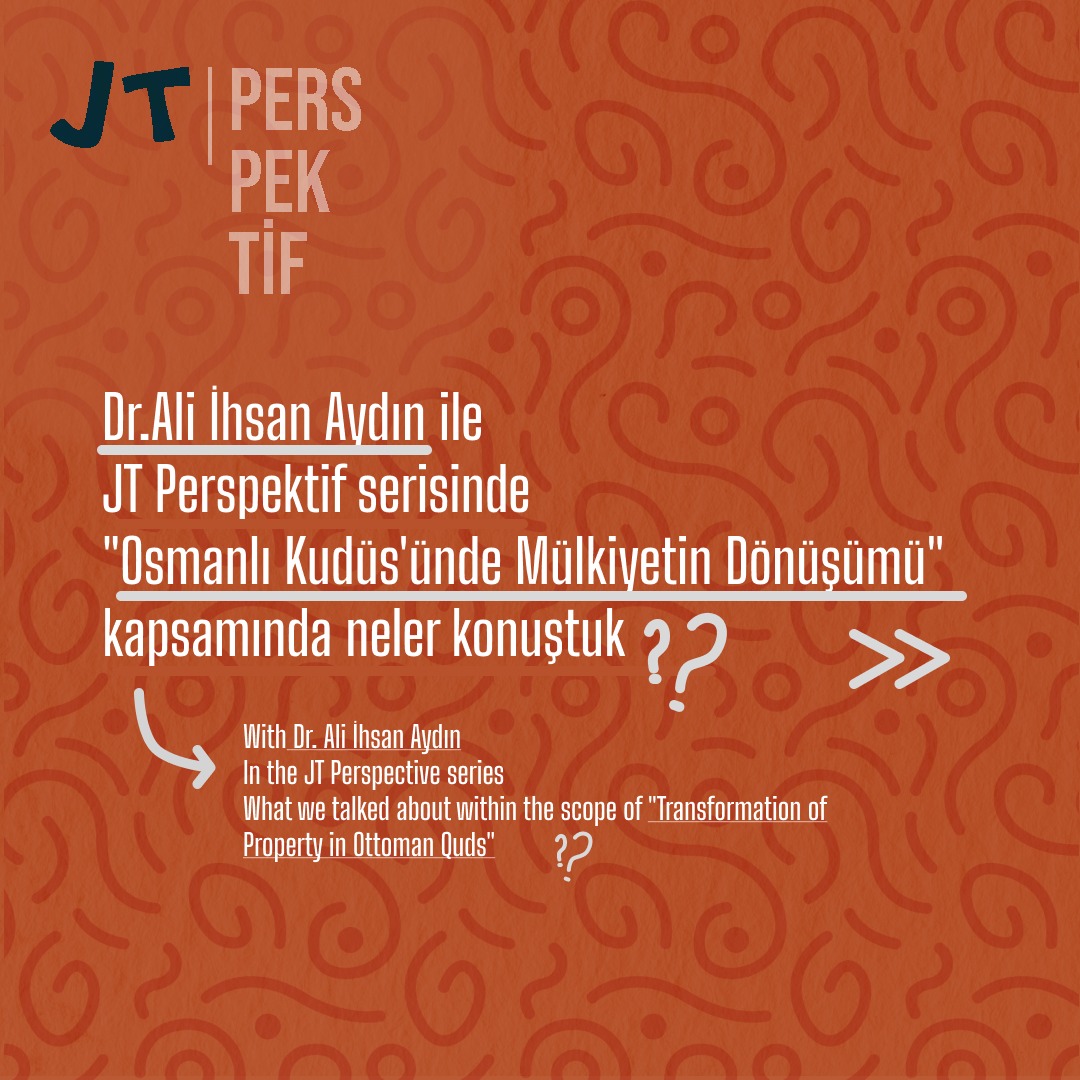 JT
PERS
PEK
TİF
Dr.Ali İhsan Aydın ile
JT Perspektif serisinde
"Osmanlı Kudüs'ünde Mülkiyetin Dönüşümü"
kapsamında neler konuştuk ??
With Dr. Ali İhsan Aydın
In the JT Perspective series
What we talked about within the scope of "Transformation of
Property in Ottoman Quds" ??